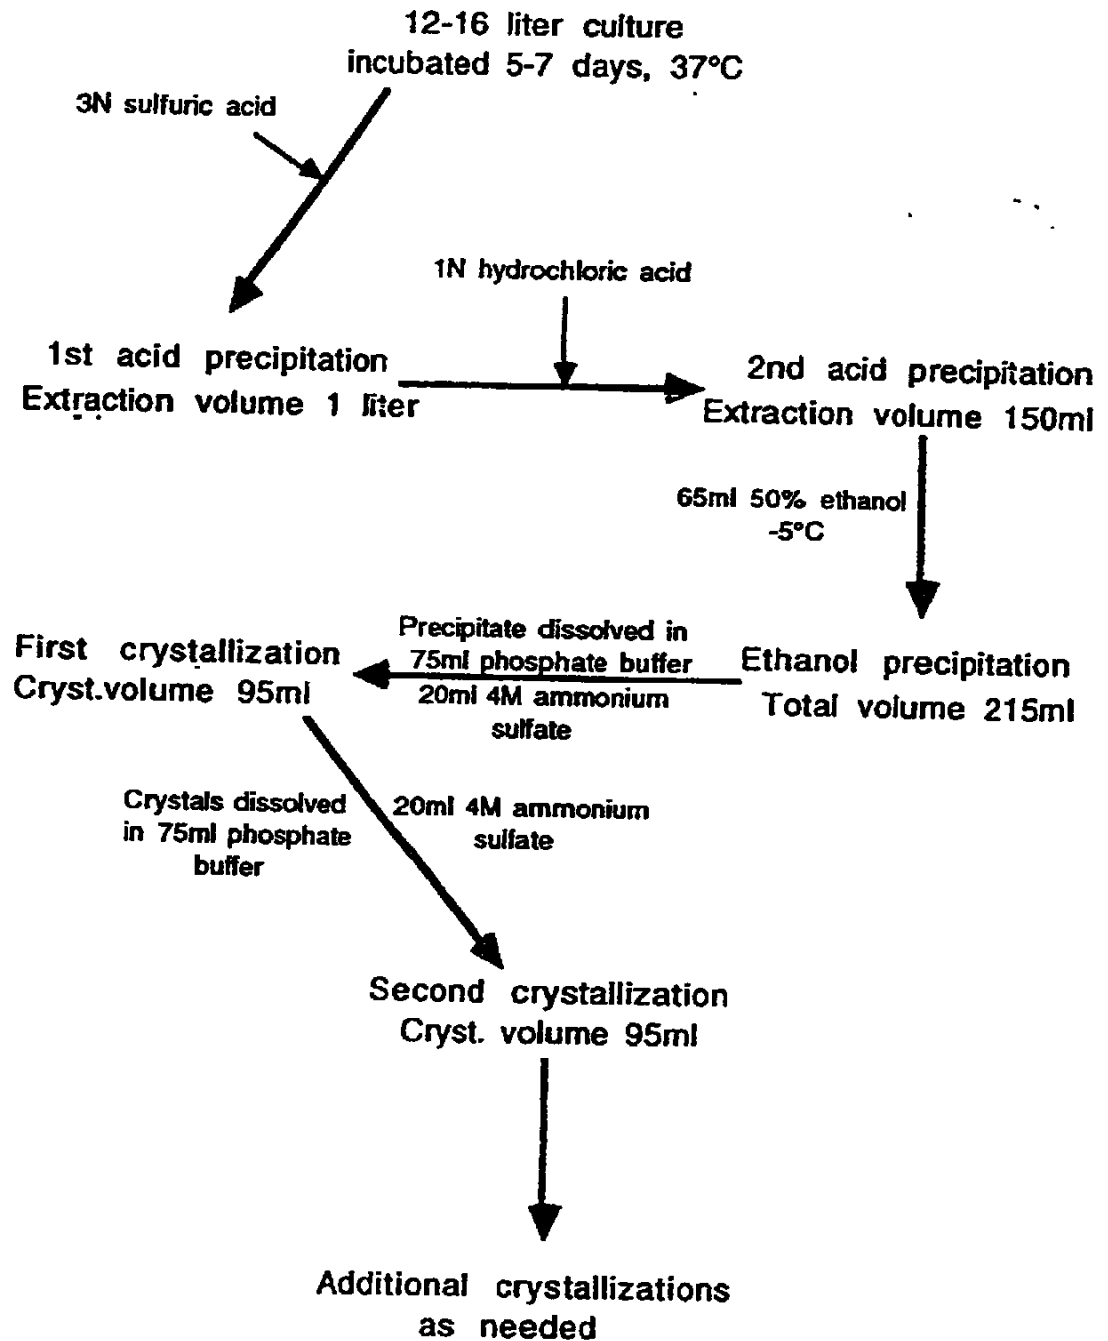 12-16 liter culture
incubated 5-7 days, 37°C
3N sulfuric acid
1N hydrochloric acid
1st acid precipitation
Extraction volume 1 liter
2nd acid precipitation
Extraction volume 150ml
65ml 50% ethanol
-5°C
Ethanol precipitation
Total volume 215ml
Precipitate dissolved in
75ml phosphate buffer
20ml 4M ammonium
sulfate
First crystallization
Cryst.volume 95ml
Crystals dissolved
in 75ml phosphate
buffer
20ml 4M ammonium
sulfate
Second crystallization
Cryst. volume 95ml
Additional crystallizations
as needed